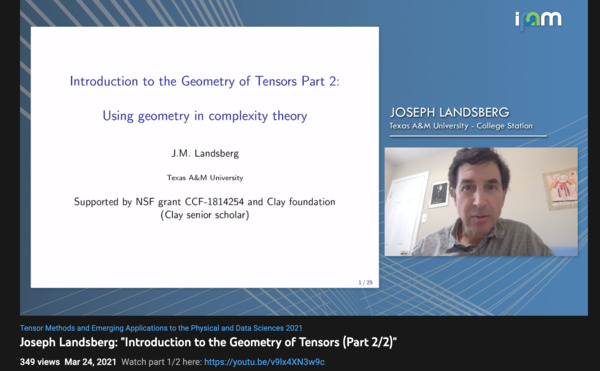 ipam
Introduction to the Geometry of Tensors Part 2:
Using geometry in complexity theory
J.M. Landsberg
Texas A&M University
Supported by NSF grant CCF-1814254 and Clay foundation
(Clay senior scholar)
1 / 25
JOSEPH LANDSBERG
Texas A&M University - College Station
Tensor Methods and Emerging Applications to the Physical and Data Sciences 2021
Joseph Landsberg: "Introduction to the Geometry of Tensors (Part 2/2)"
349 views Mar 24, 2021 Watch part 1/2 here: https://youtu.be/v9lx4XN3w9c